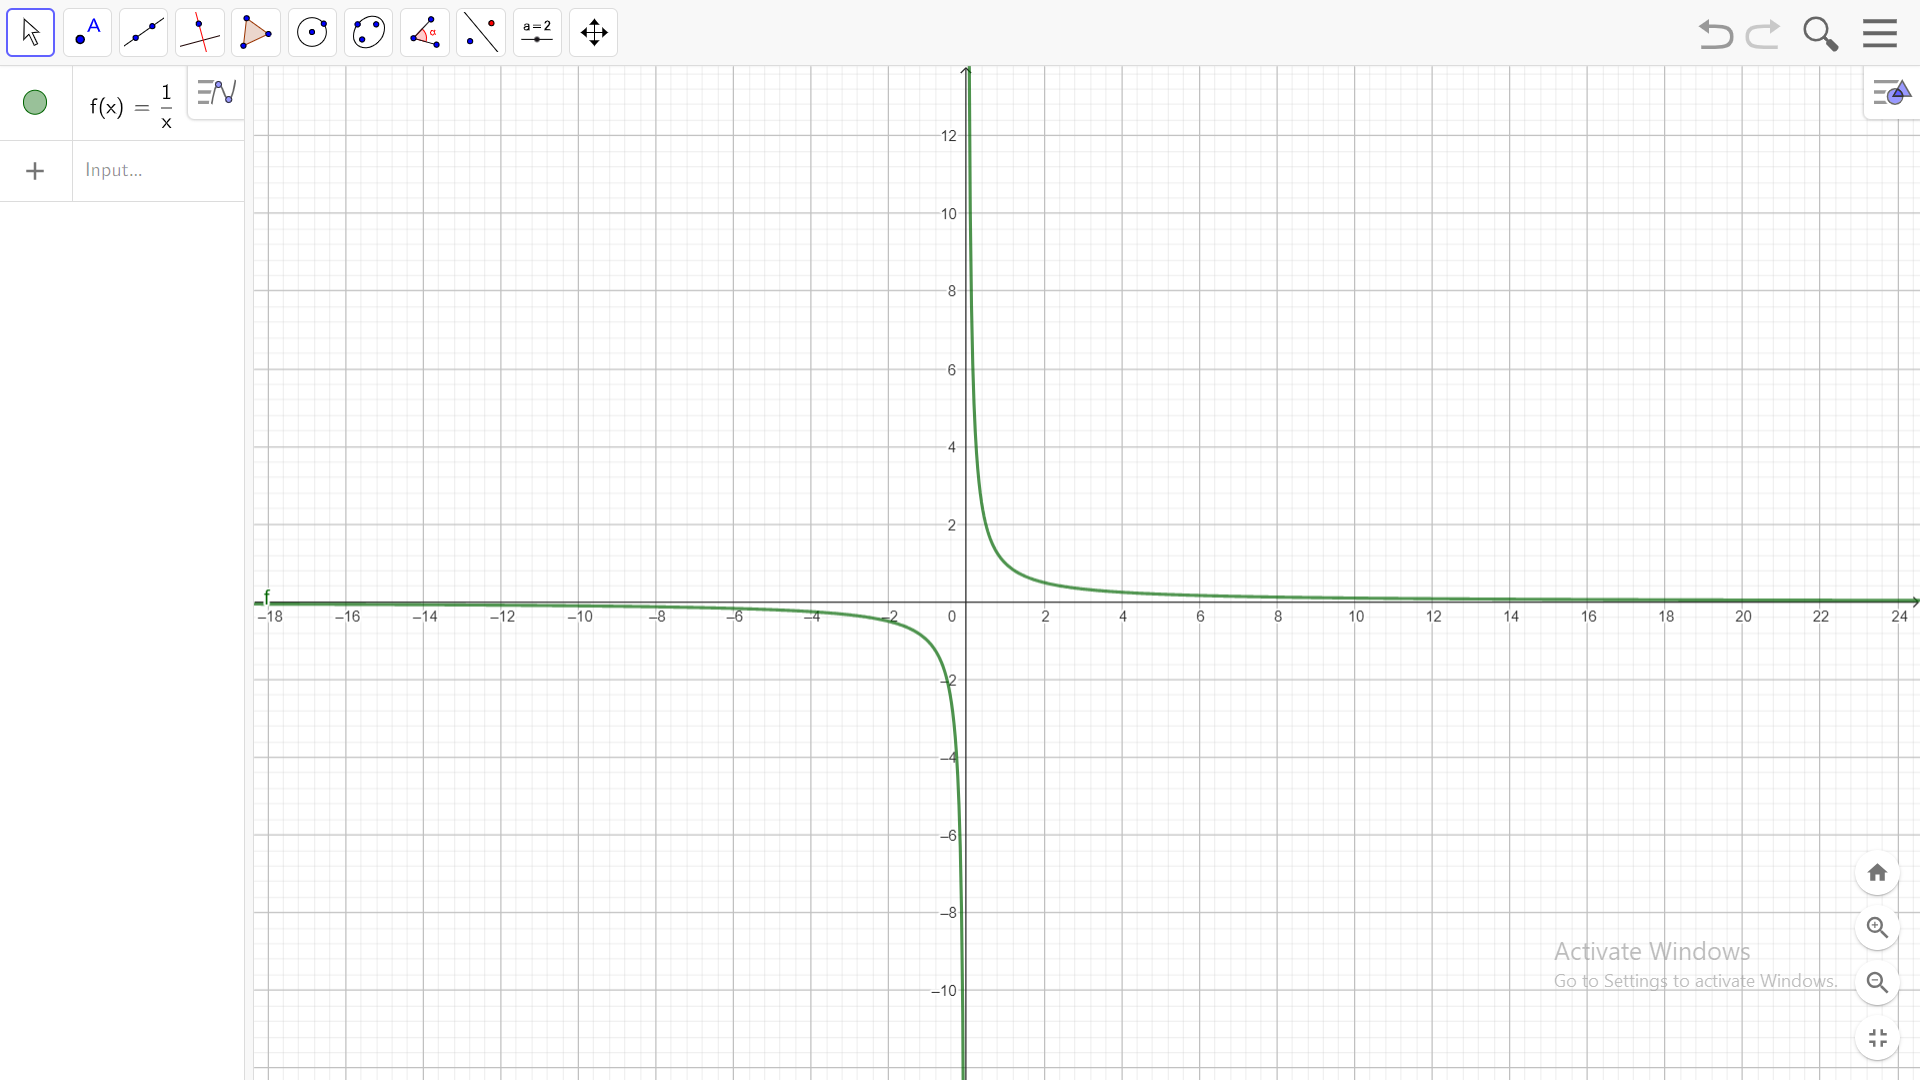 A
α
a=2
f(x) = 1/x
Input...
12
10
8
6
4
2
f
–18 –16 –14 –12 –10 –8 –6 –4 –2 0 2 4 6 8 10 12 14 16 18 20 22 24
–2
–4
–6
–8
–10
Activate Windows
Go to Settings to activate Windows.